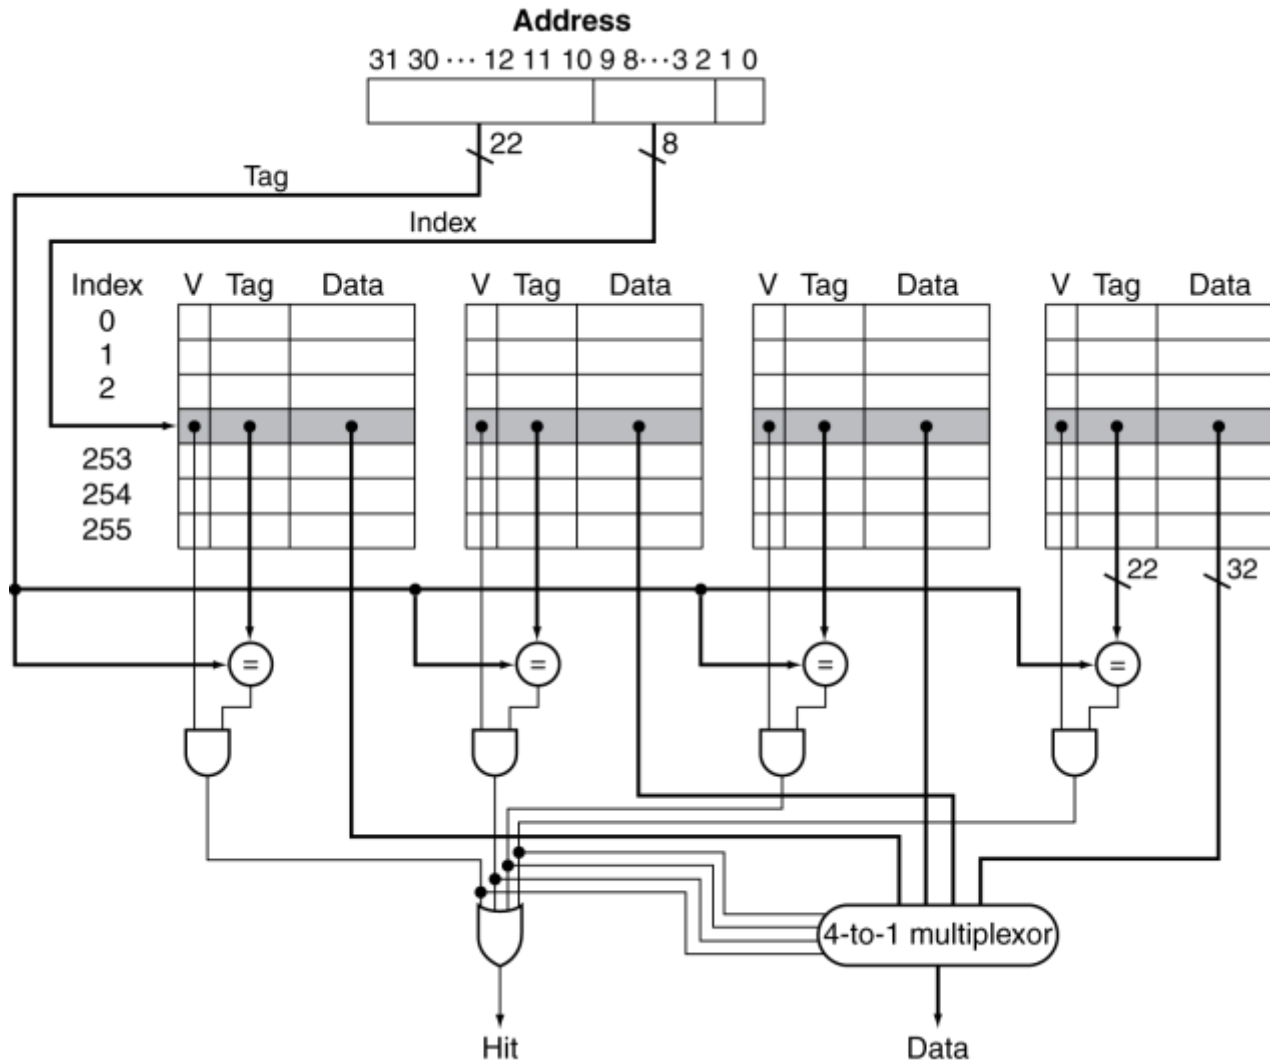 Address
31 30 ··· 12 11 10 9 8···3 2 1 0
22 8
Tag
Index
Index V Tag Data V Tag Data V Tag Data V Tag Data
0
1
2
253
254
255
22 32
= = = =
4-to-1 multiplexor
Hit Data